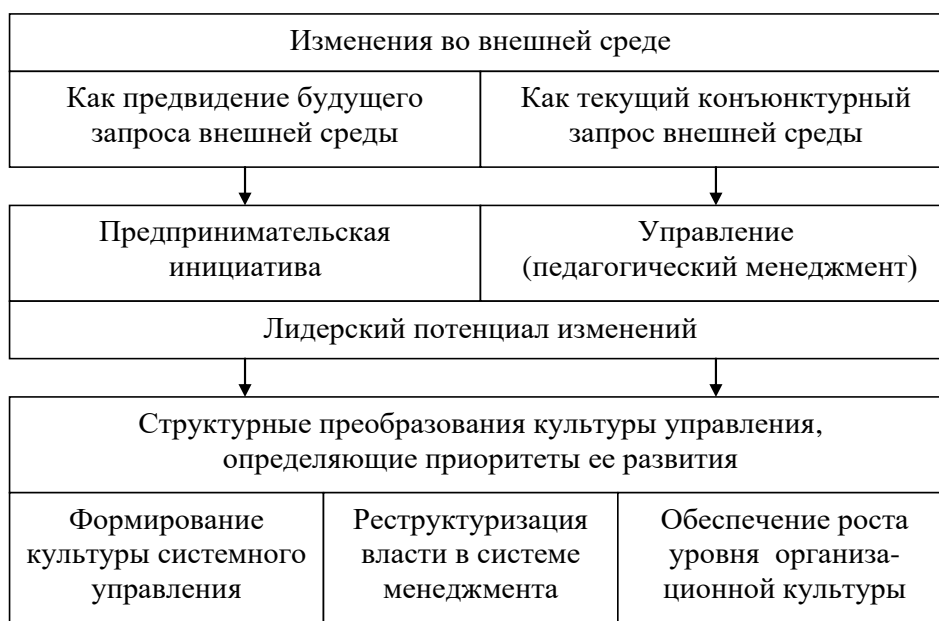 Изменения во внешней среде
Как предвидение будущего
запроса внешней среды
Как текущий конъюнктурный
запрос внешней среды
Предпринимательская
инициатива
Управление
(педагогический менеджмент)
Лидерский потенциал изменений
Структурные преобразования культуры управления,
определяющие приоритеты ее развития
Формирование
культуры системного
управления
Реструктуризация
власти в системе
менеджмента
Обеспечение роста
уровня организа-
ционной культуры